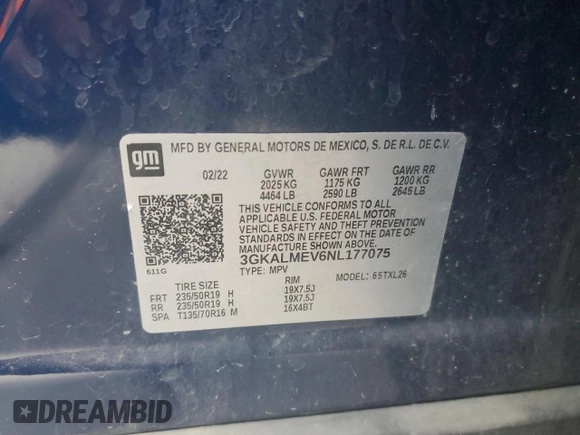 gm
MFD BY GENERAL MOTORS DE MEXICO, S. DE R.L. DE C.V.
02/22 GVWR GAWR FRT GAWR RR
2025 KG 1175 KG 1200 KG
4464 LB 2590 LB 2645 LB
THIS VEHICLE CONFORMS TO ALL
APPLICABLE U.S. FEDERAL MOTOR
VEHICLE SAFETY AND THEFT PREVENTION
STANDARDS IN EFFECT ON THE DATE OF
MANUFACTURE SHOWN ABOVE.
3GKALMEV6NL177075
611G TYPE: MPV MODEL: 65TXL26
TIRE SIZE RIM
FRT 235/50R19 H 19X7.5J
RR 235/50R19 H 19X7.5J
SPA T135/70R16 M 16X4BT
DREAMBID